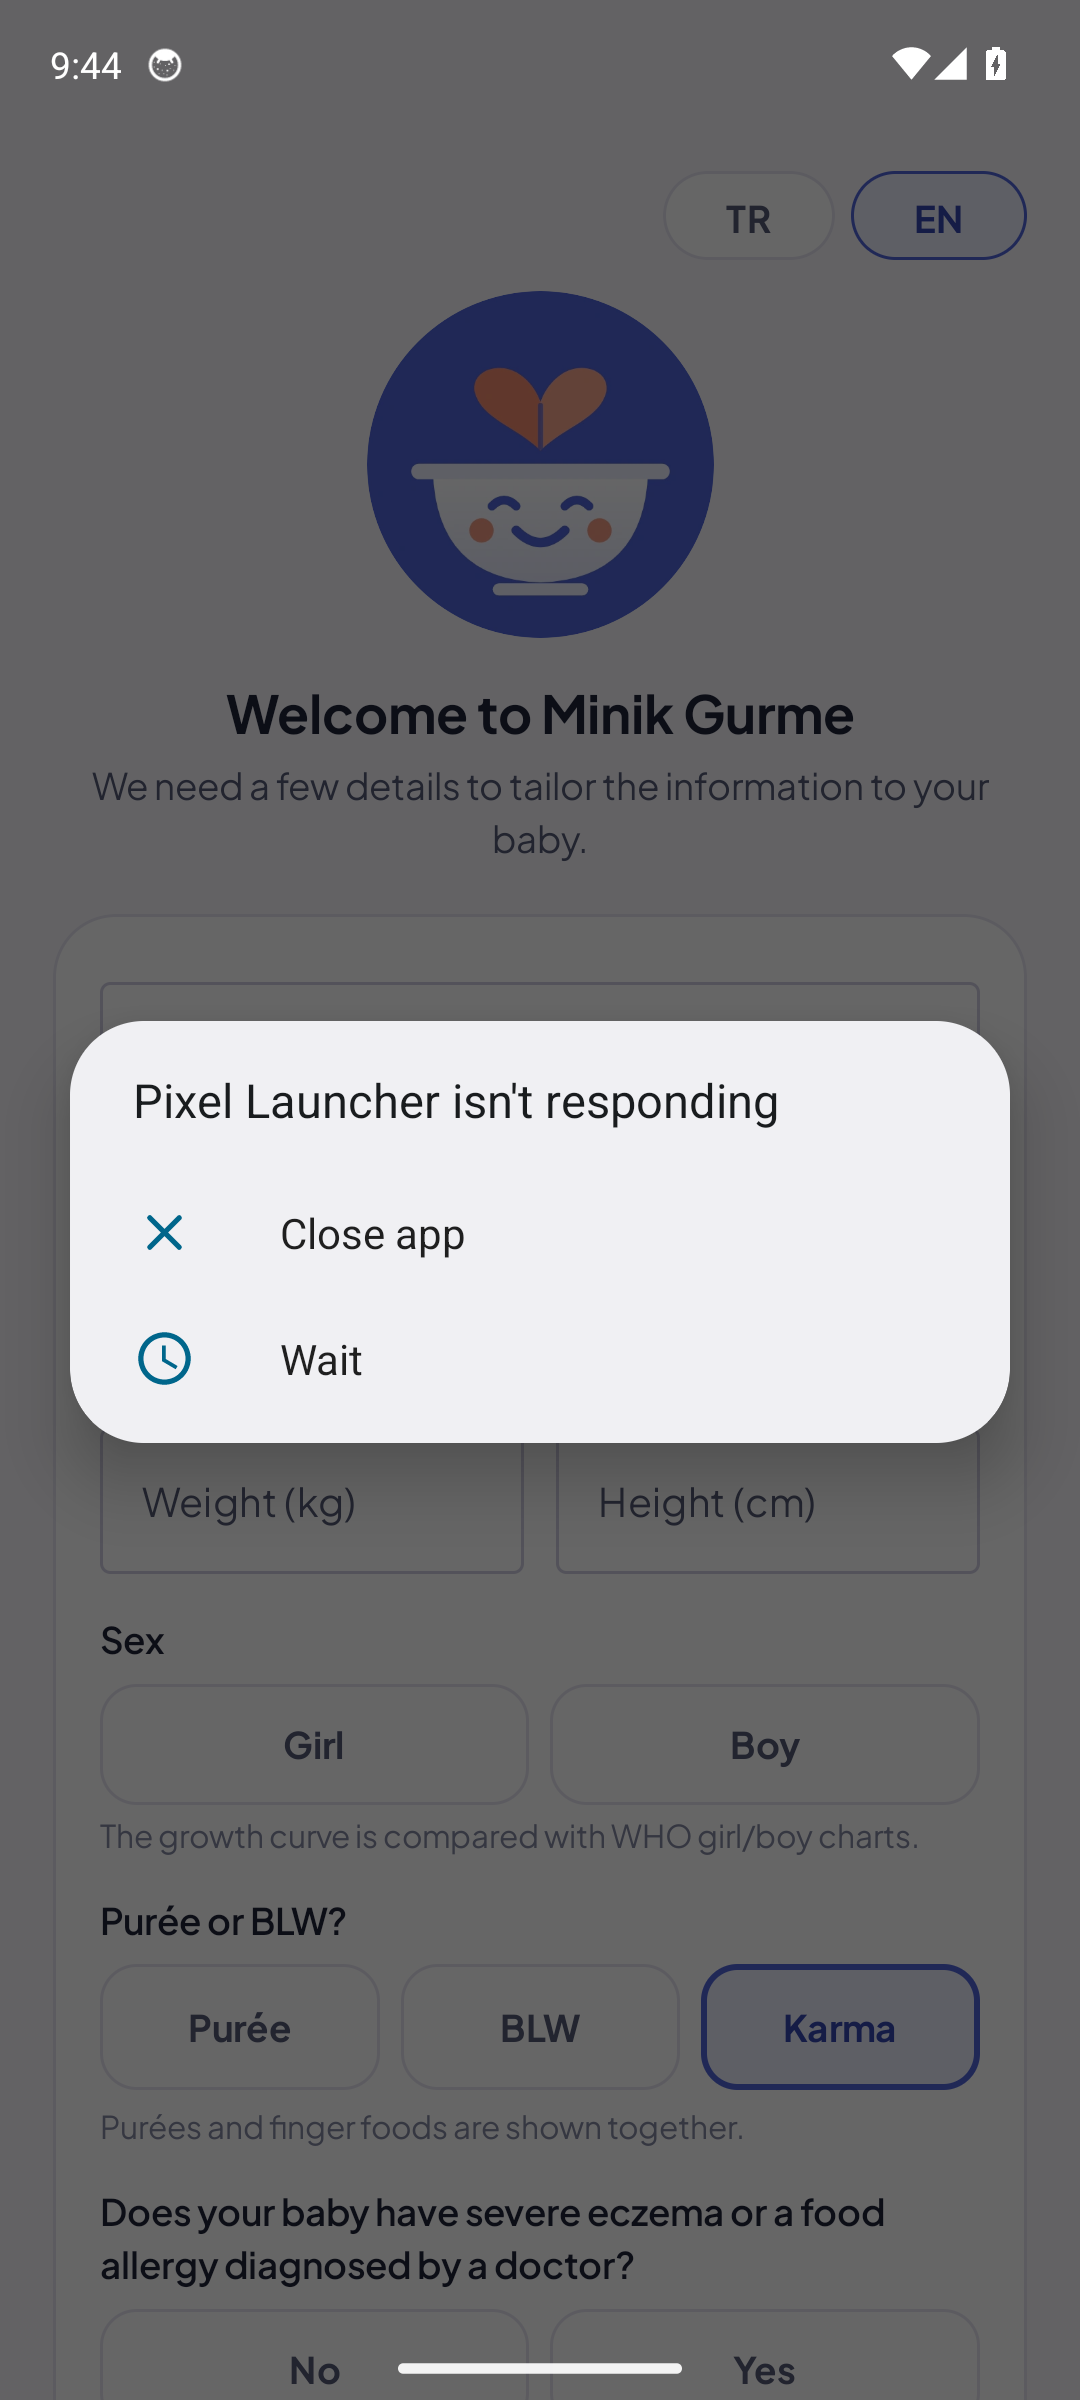 9:44
TR
EN
Welcome to Minik Gurme
We need a few details to tailor the information to your
baby.
Pixel Launcher isn't responding
Close app
Wait
Weight (kg)
Height (cm)
Sex
Girl
Boy
The growth curve is compared with WHO girl/boy charts.
Purée or BLW?
Purée
BLW
Karma
Purées and finger foods are shown together.
Does your baby have severe eczema or a food
allergy diagnosed by a doctor?
No
Yes